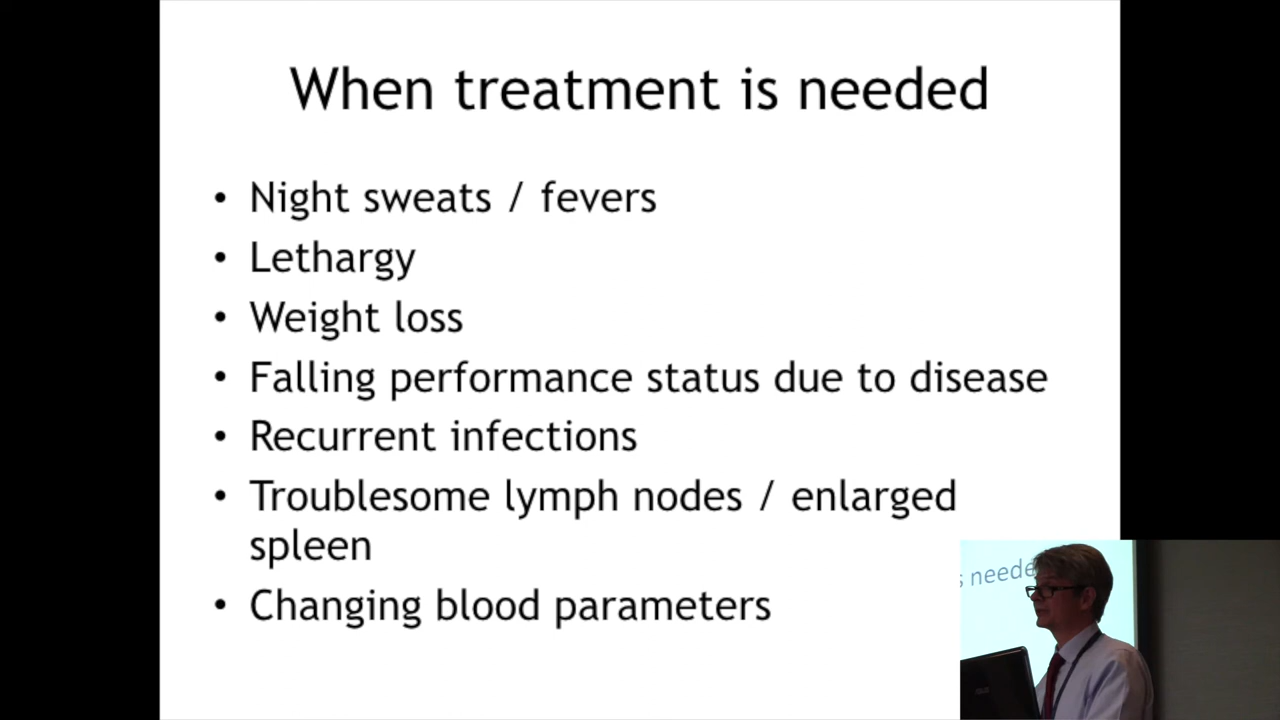 When treatment is needed
• Night sweats / fevers
• Lethargy
• Weight loss
• Falling performance status due to disease
• Recurrent infections
• Troublesome lymph nodes / enlarged
spleen
• Changing blood parameters
s neede
ASUS